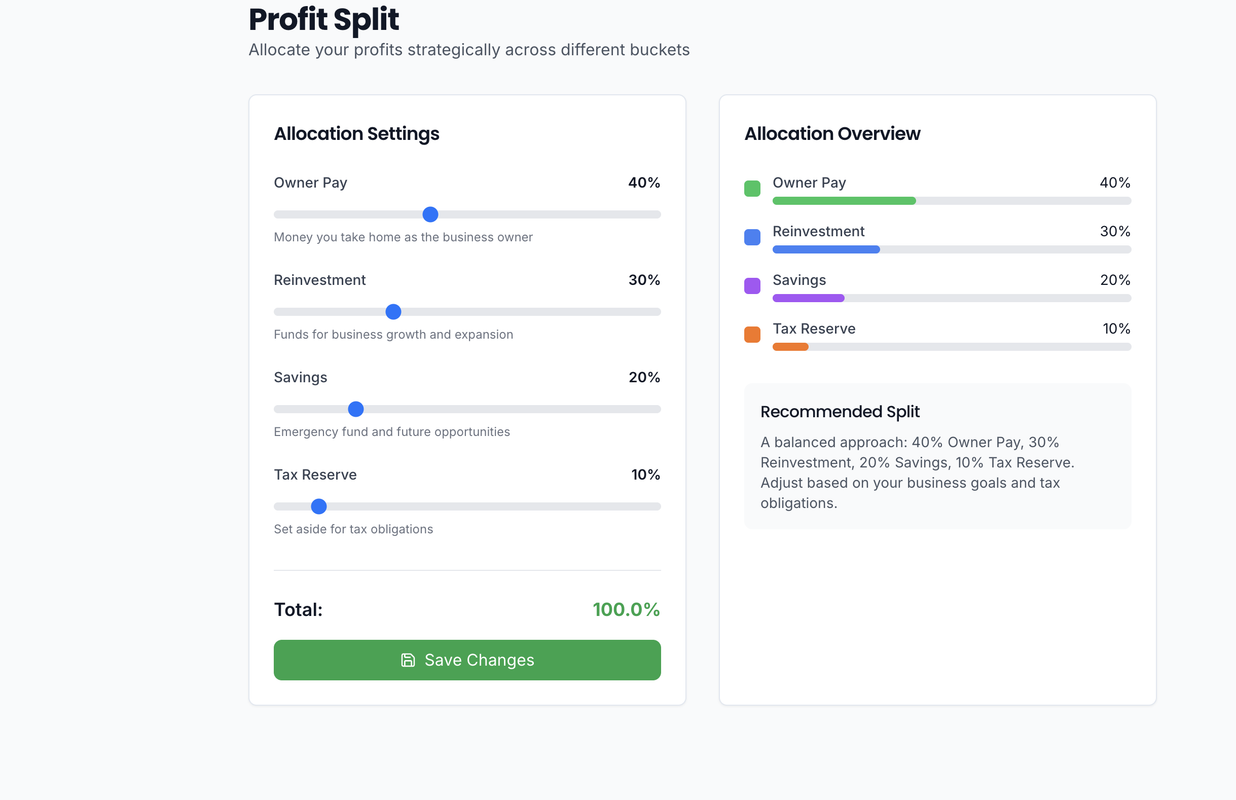 Profit Split
Allocate your profits strategically across different buckets
Allocation Settings
Owner Pay 40%
Money you take home as the business owner
Reinvestment 30%
Funds for business growth and expansion
Savings 20%
Emergency fund and future opportunities
Tax Reserve 10%
Set aside for tax obligations
Total: 100.0%
Save Changes
Allocation Overview
Owner Pay 40%
Reinvestment 30%
Savings 20%
Tax Reserve 10%
Recommended Split
A balanced approach: 40% Owner Pay, 30%
Reinvestment, 20% Savings, 10% Tax Reserve.
Adjust based on your business goals and tax
obligations.